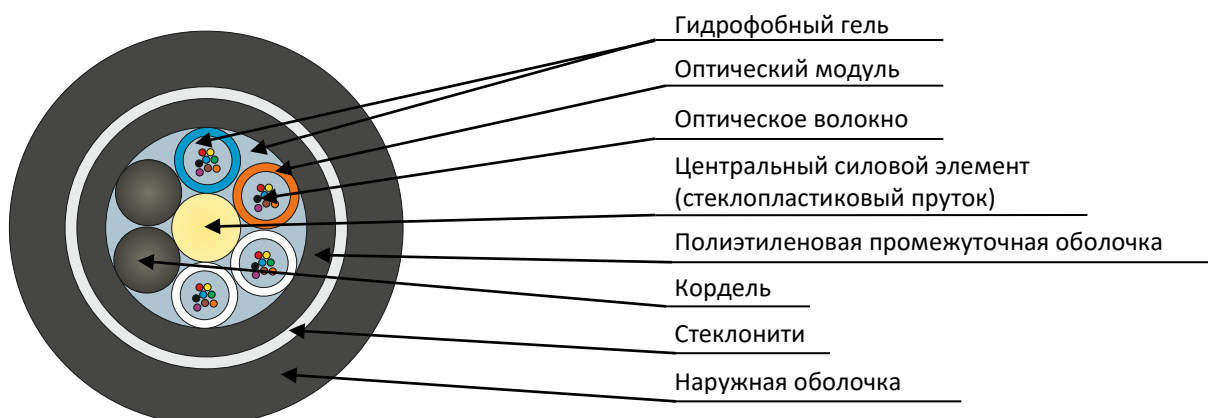 Гидрофобный гель
Оптический модуль
Оптическое волокно
Центральный силовой элемент
(стеклопластиковый пруток)
Полиэтиленовая промежуточная оболочка
Кордель
Стеклонити
Наружная оболочка